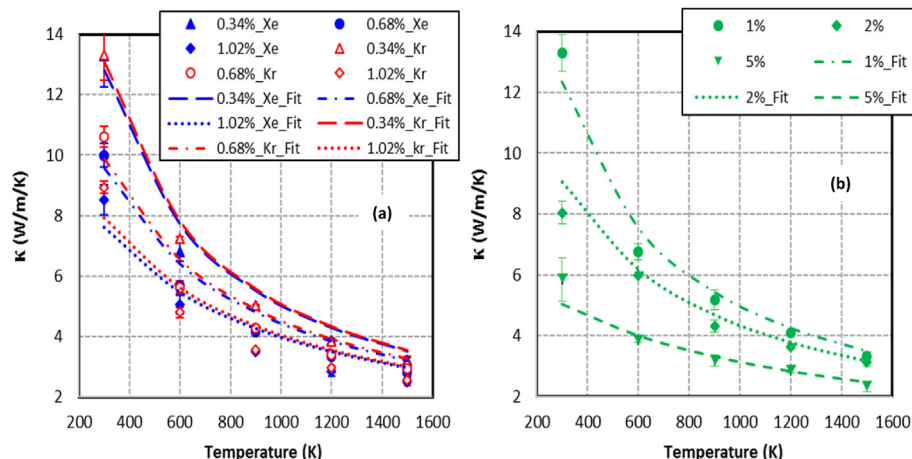 0.34%_Xe 0.68%_Xe
1.02%_Xe 0.34%_Kr
0.68%_Kr 1.02%_Kr
0.34%_Xe_Fit 0.68%_Xe_Fit
1.02%_Xe_Fit 0.34%_Kr_Fit
0.68%_Kr_Fit 1.02%_Kr_Fit
(a)
14
12
10
8
6
4
2
κ (W/m/K)
200 400 600 800 1000 1200 1400 1600
Temperature (K)
1% 2%
5% 1%_Fit
2%_Fit 5%_Fit
(b)
14
12
10
8
6
4
2
κ (W/m/K)
200 400 600 800 1000 1200 1400 1600
Temperature (K)